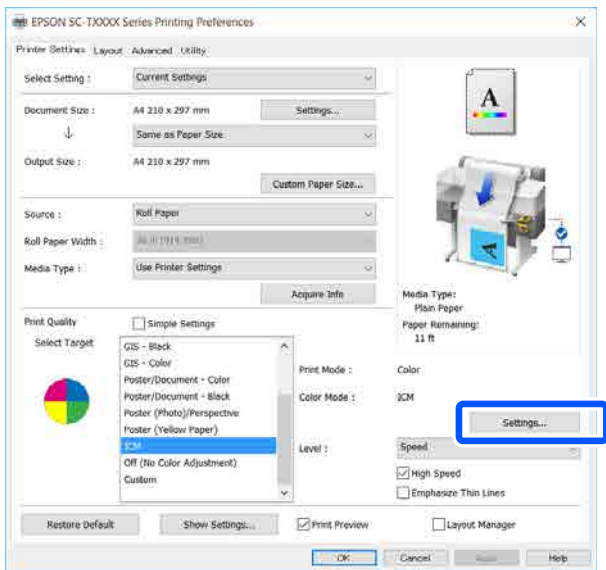 EPSON SC-TXXXX Series Printing Preferences
Printer Settings Layout Advanced Utility
Select Setting : Current Settings
Document Size : A4 210 x 297 mm Settings...
Same as Paper Size
Output Size : A4 210 x 297 mm
Custom Paper Size...
Source : Roll Paper
Roll Paper Width :
Media Type : Use Printer Settings
Acquire Info
A
Media Type:
Plain Paper
Paper Remaining:
11 ft
Print Quality Simple Settings
Select Target
GIS - Black
GIS - Color
Poster/Document - Color
Poster/Document - Black
Poster (Photo)/Perspective
Poster (Yellow Paper)
ICM
Off (No Color Adjustment)
Custom
Print Mode : Color
Color Mode : ICM
Settings...
Level : Speed
High Speed
Emphasize Thin Lines
Restore Default Show Settings... Print Preview Layout Manager
OK Cancel Help